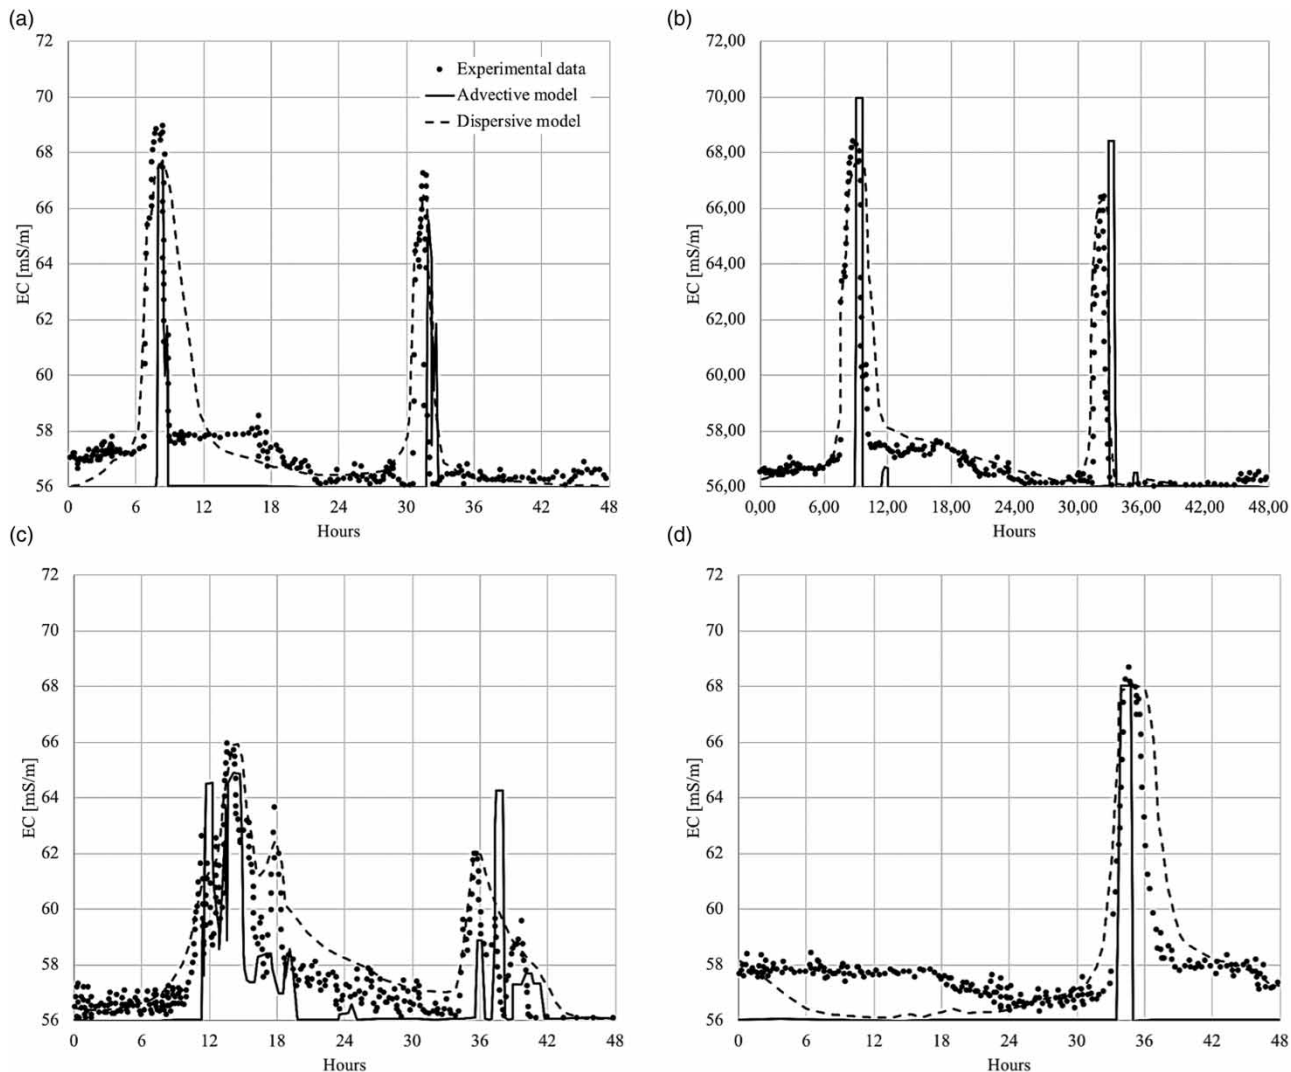 (a)
72
70
68
66
64
62
60
58
56
EC [mS/m]
Experimental data
Advective model
Dispersive model
0 6 12 18 24 30 36 42 48
Hours
(b)
72,00
70,00
68,00
66,00
64,00
62,00
60,00
58,00
56,00
EC [mS/m]
0,00 6,00 12,00 18,00 24,00 30,00 36,00 42,00 48,00
Hours
(c)
72
70
68
66
64
62
60
58
56
EC [mS/m]
0 6 12 18 24 30 36 42 48
Hours
(d)
72
70
68
66
64
62
60
58
56
EC [mS/m]
0 6 12 18 24 30 36 42 48
Hours